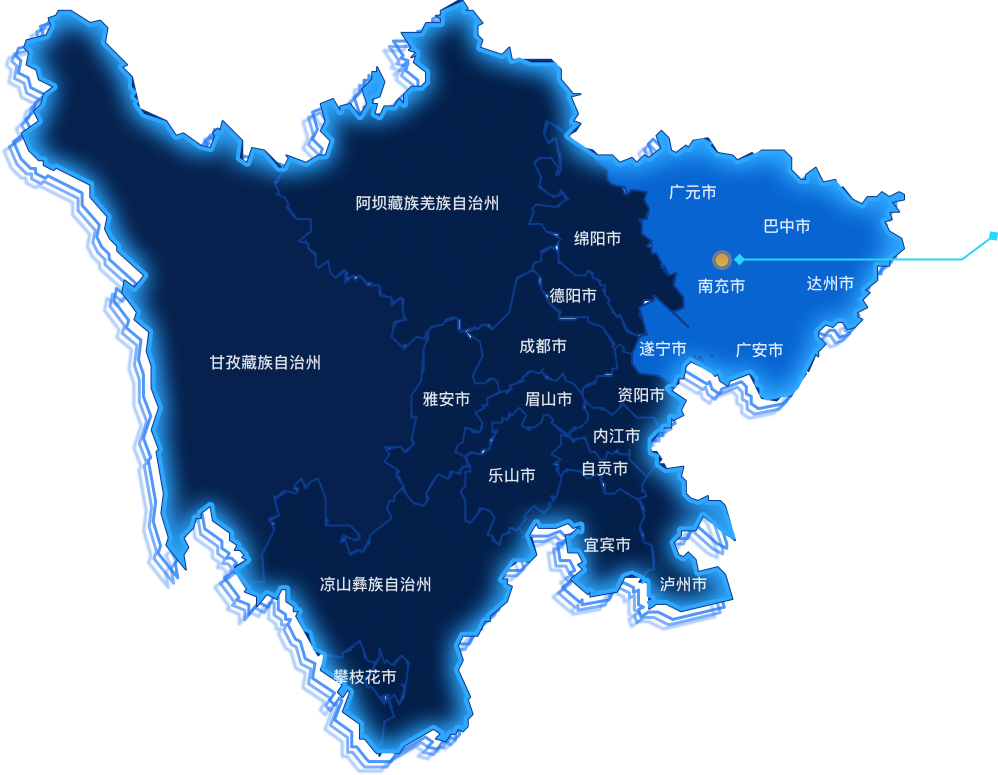 广元市
阿坝藏族羌族自治州
巴中市
绵阳市
南充市
达州市
德阳市
成都市
遂宁市
广安市
甘孜藏族自治州
雅安市
眉山市
资阳市
内江市
乐山市
自贡市
宜宾市
凉山彝族自治州
泸州市
攀枝花市